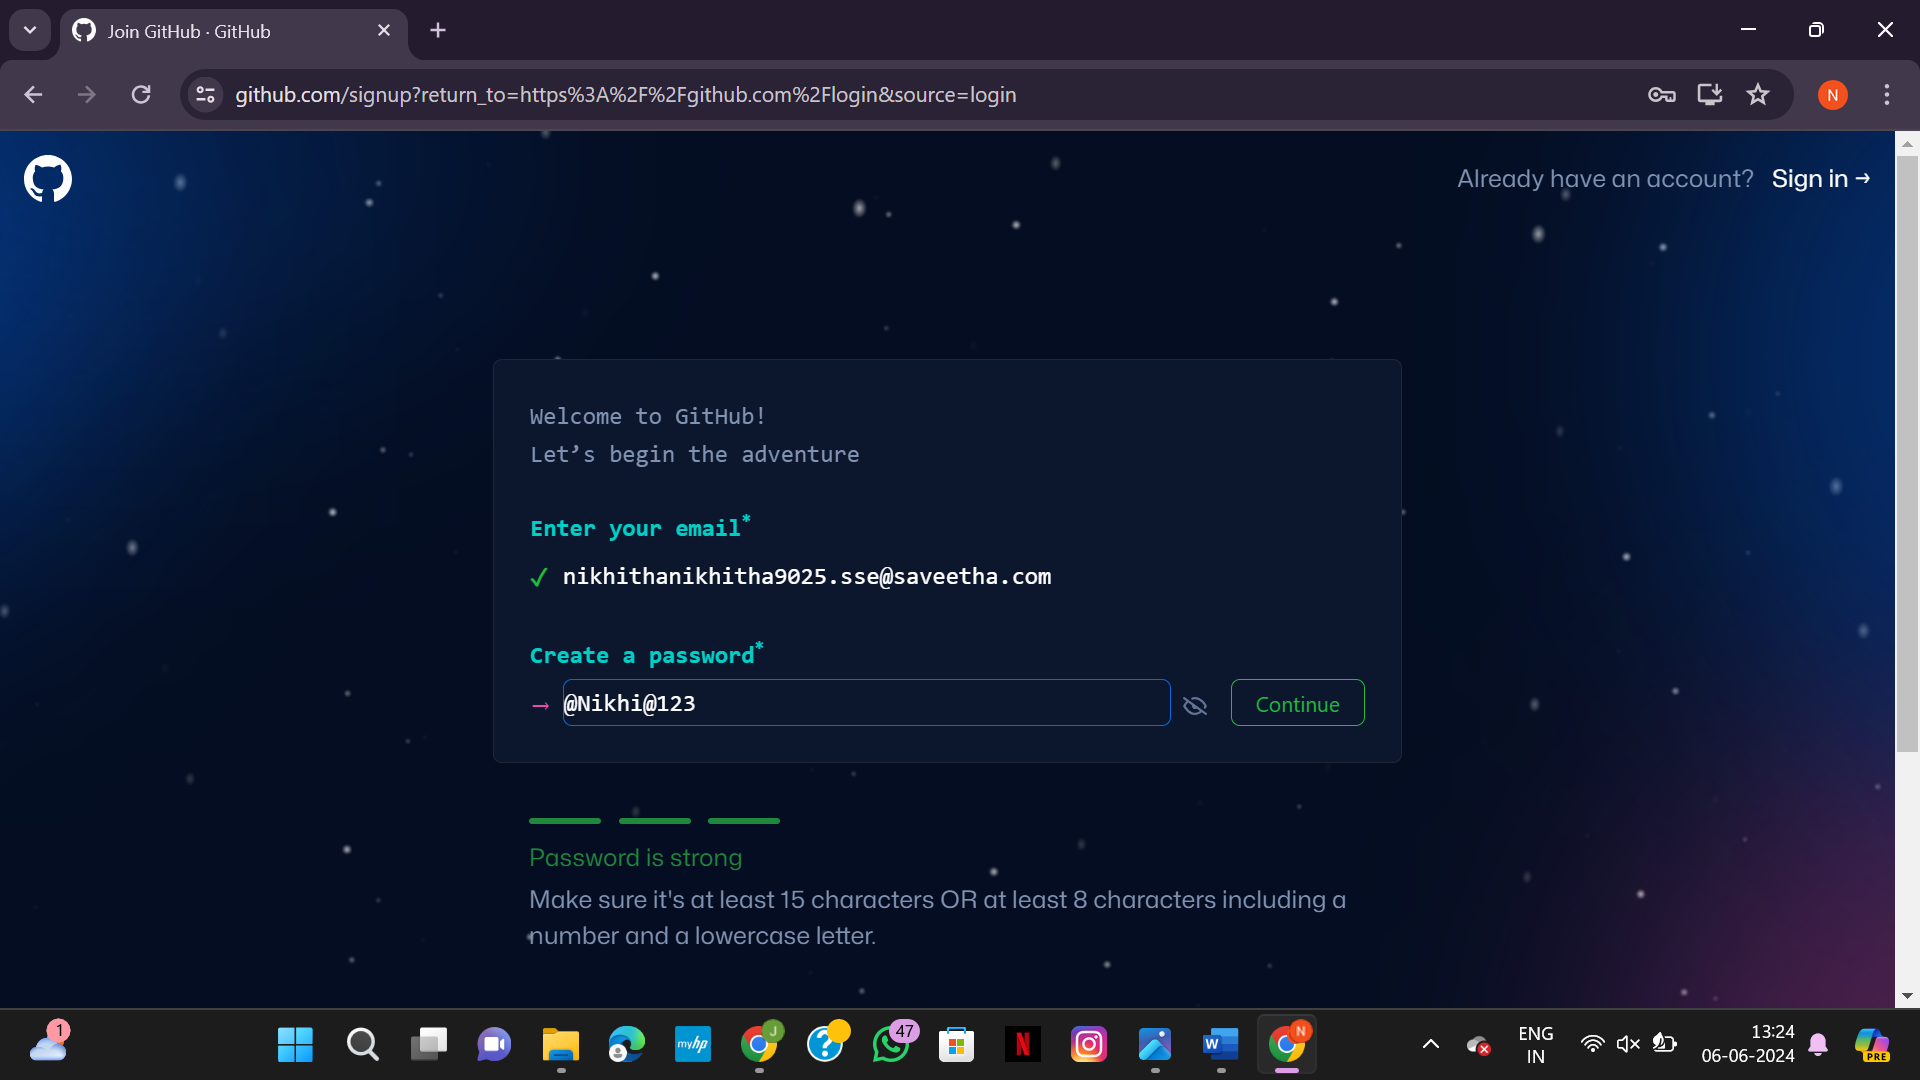 Join GitHub · GitHub
github.com/signup?return_to=https%3A%2F%2Fgithub.com%2Flogin&source=login
N
Already have an account? Sign in →
Welcome to GitHub!
Let’s begin the adventure
Enter your email*
✓ nikhithanikhitha9025.sse@saveetha.com
Create a password*
→ @Nikhi@123
Continue
Password is strong
Make sure it's at least 15 characters OR at least 8 characters including a
number and a lowercase letter.
1
myhp
J
?
47
N
W
N
ENG
IN
13:24
06-06-2024
PRE